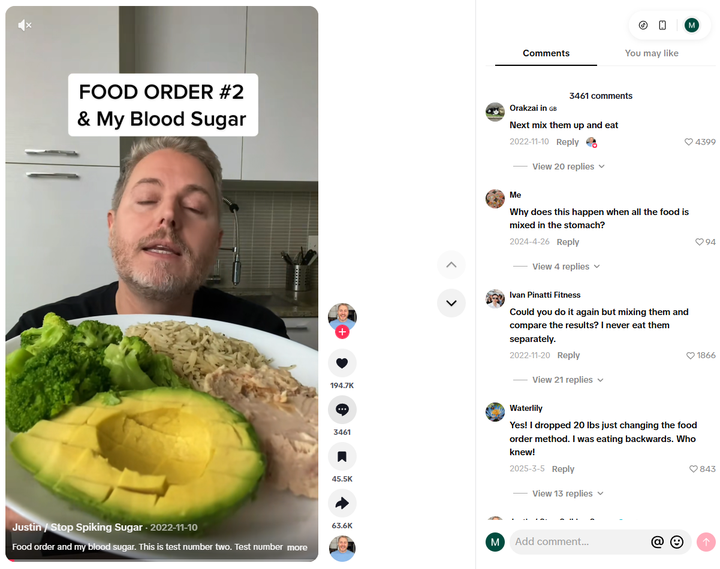 FOOD ORDER #2
& My Blood Sugar
194.7K
3461
45.5K
63.6K
Justin / Stop Spiking Sugar · 2022-11-10
Food order and my blood sugar. This is test number two. Test number more
M
Comments
You may like
3461 comments
Orakzai in GB
Next mix them up and eat
2022-11-10 Reply
4399
View 20 replies
Me
Why does this happen when all the food is
mixed in the stomach?
2024-4-26 Reply
94
View 4 replies
Ivan Pinatti Fitness
Could you do it again but mixing them and
compare the results? I never eat them
separately.
2022-11-20 Reply
1866
View 21 replies
Waterlily
Yes! I dropped 20 lbs just changing the food
order method. I was eating backwards. Who
knew!
2025-3-5 Reply
843
View 13 replies
M
Add comment...
@